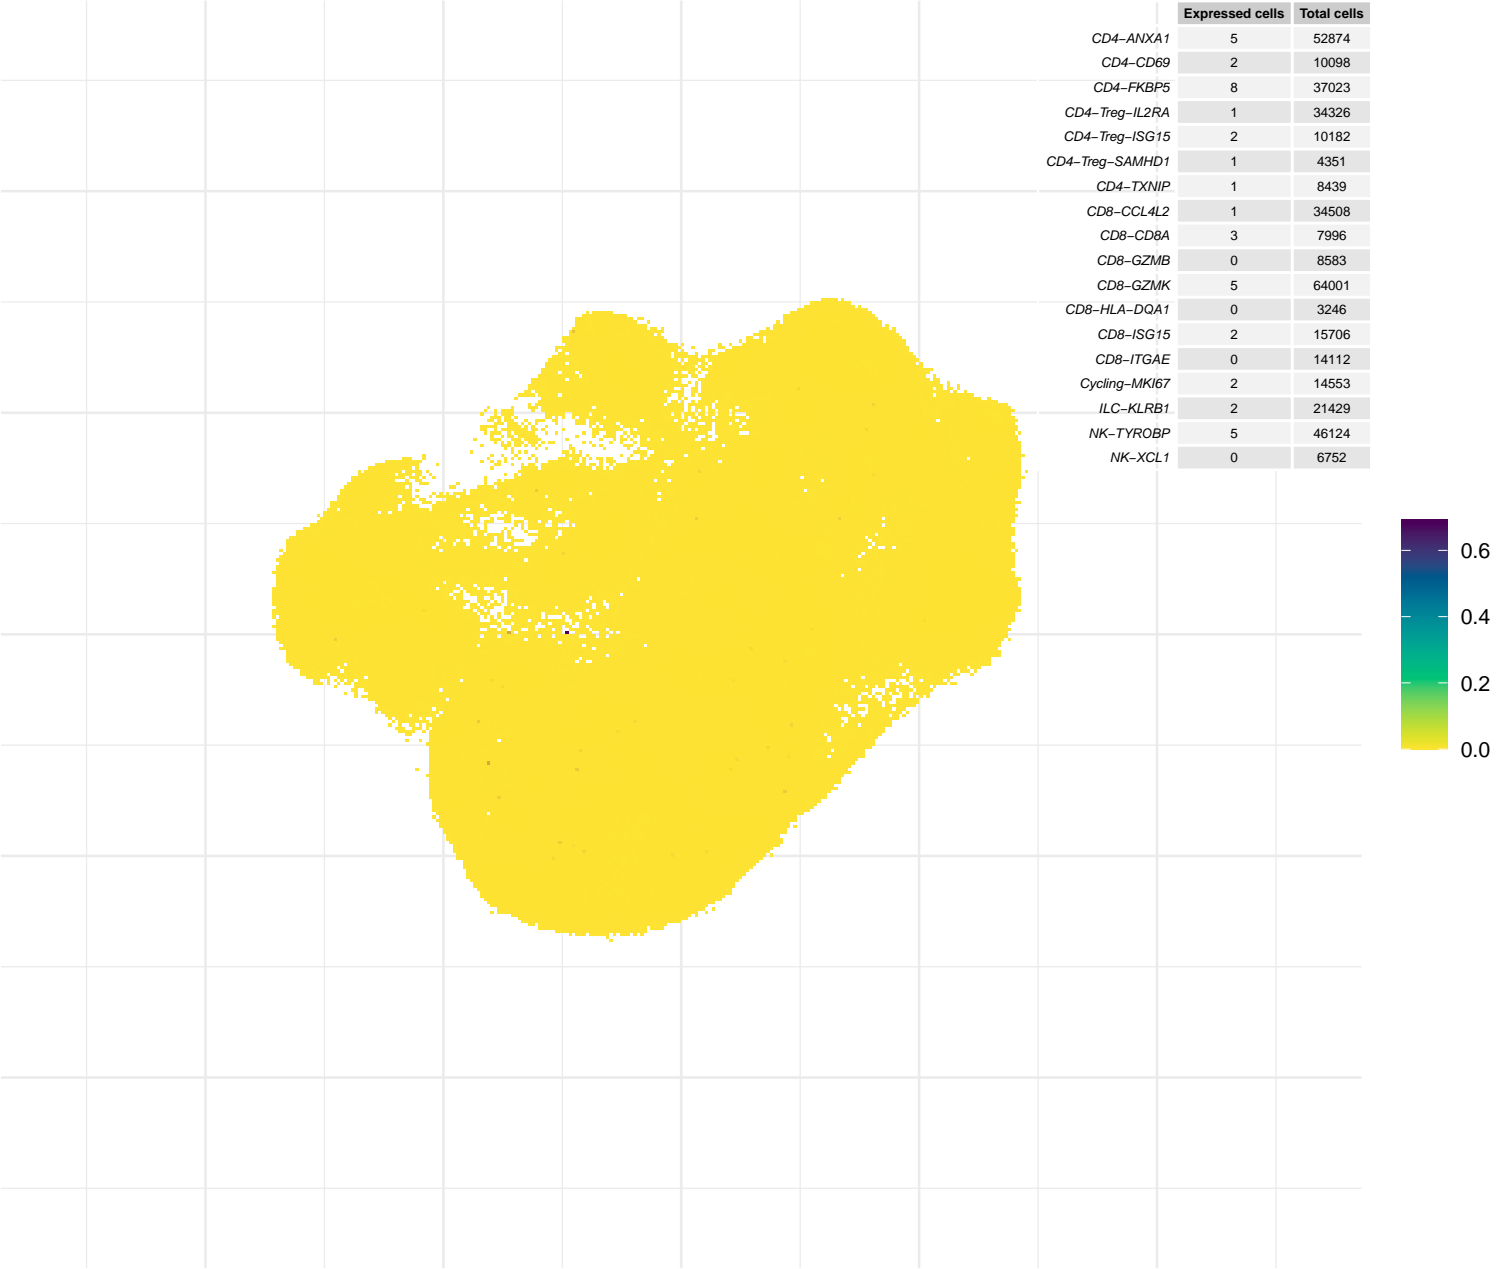 Expressed cells Total cells
CD4−ANXA1 5 52874
CD4−CD69 2 10098
CD4−FKBP5 8 37023
CD4−Treg−IL2RA 1 34326
CD4−Treg−ISG15 2 10182
CD4−Treg−SAMHD1 1 4351
CD4−TXNIP 1 8439
CD8−CCL4L2 1 34508
CD8−CD8A 3 7996
CD8−GZMB 0 8583
CD8−GZMK 5 64001
CD8−HLA−DQA1 0 3246
CD8−ISG15 2 15706
CD8−ITGAE 0 14112
Cycling−MKI67 2 14553
ILC−KLRB1 2 21429
NK−TYROBP 5 46124
NK−XCL1 0 6752
0.6
0.4
0.2
0.0